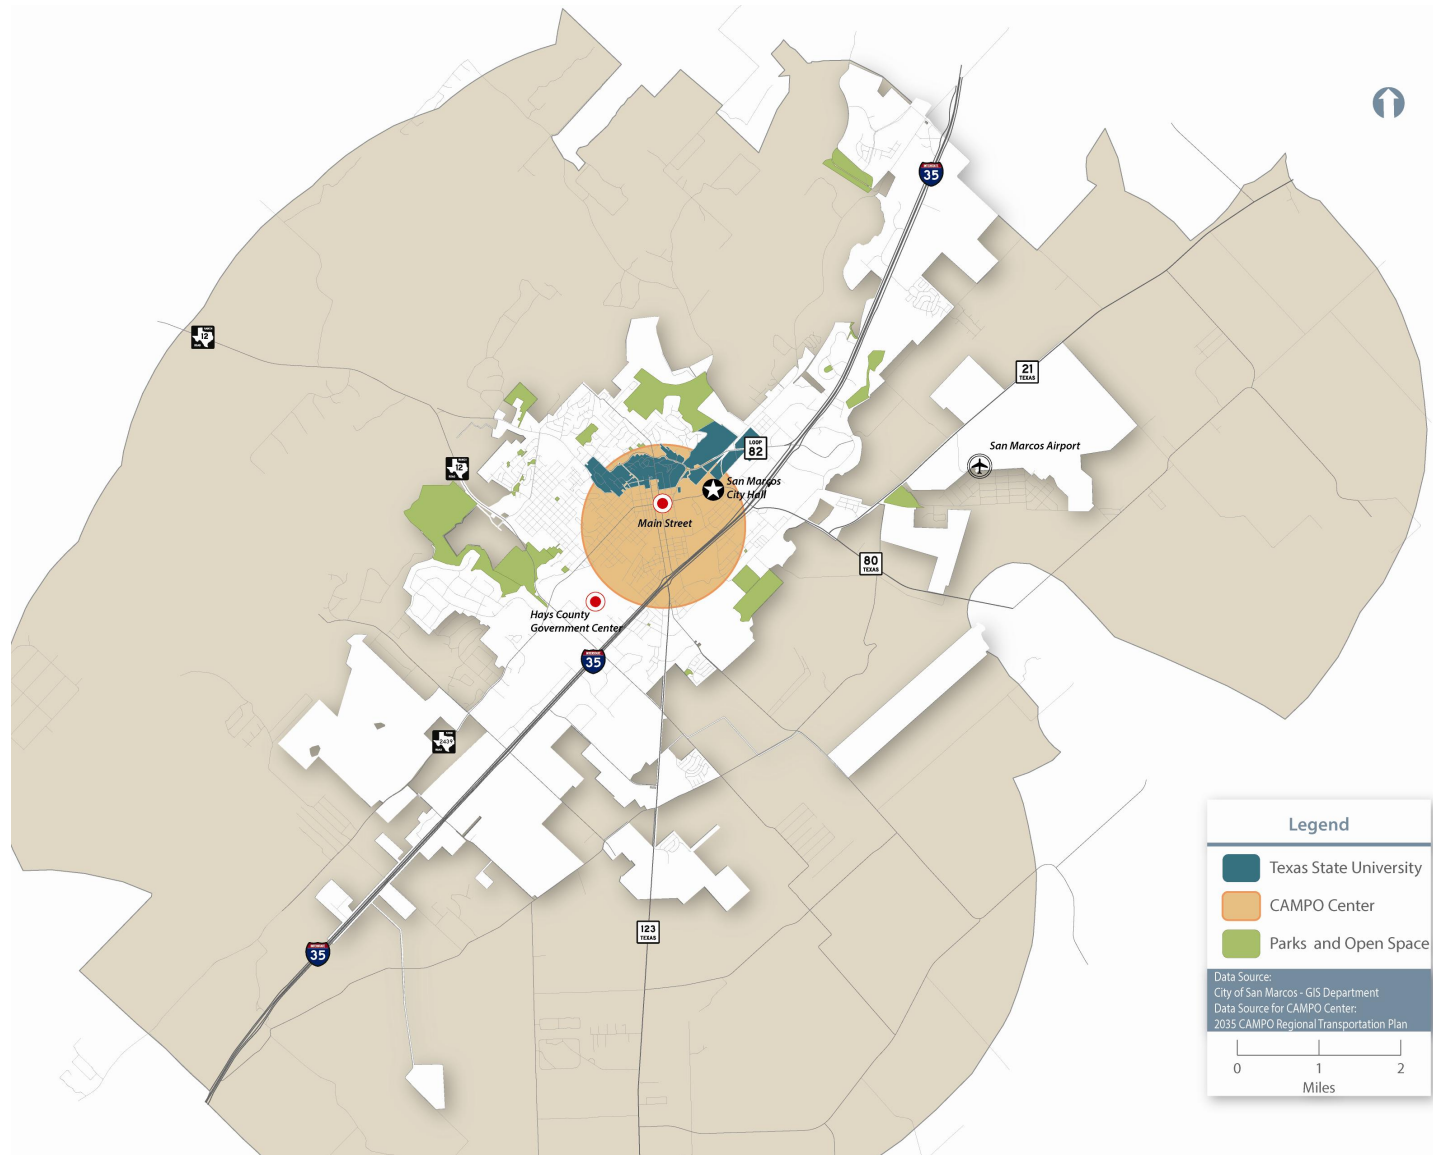 INTERSTATE
35
12
21
TEXAS
San Marcos Airport
LOOP
82
12
San Marcos
City Hall
Main Street
80
TEXAS
Hays County
Government Center
35
2439
123
TEXAS
35
Legend
Texas State University
CAMPO Center
Parks and Open Space
Data Source:
City of San Marcos - GIS Department
Data Source for CAMPO Center:
2035 CAMPO Regional Transportation Plan
0 1 2
Miles